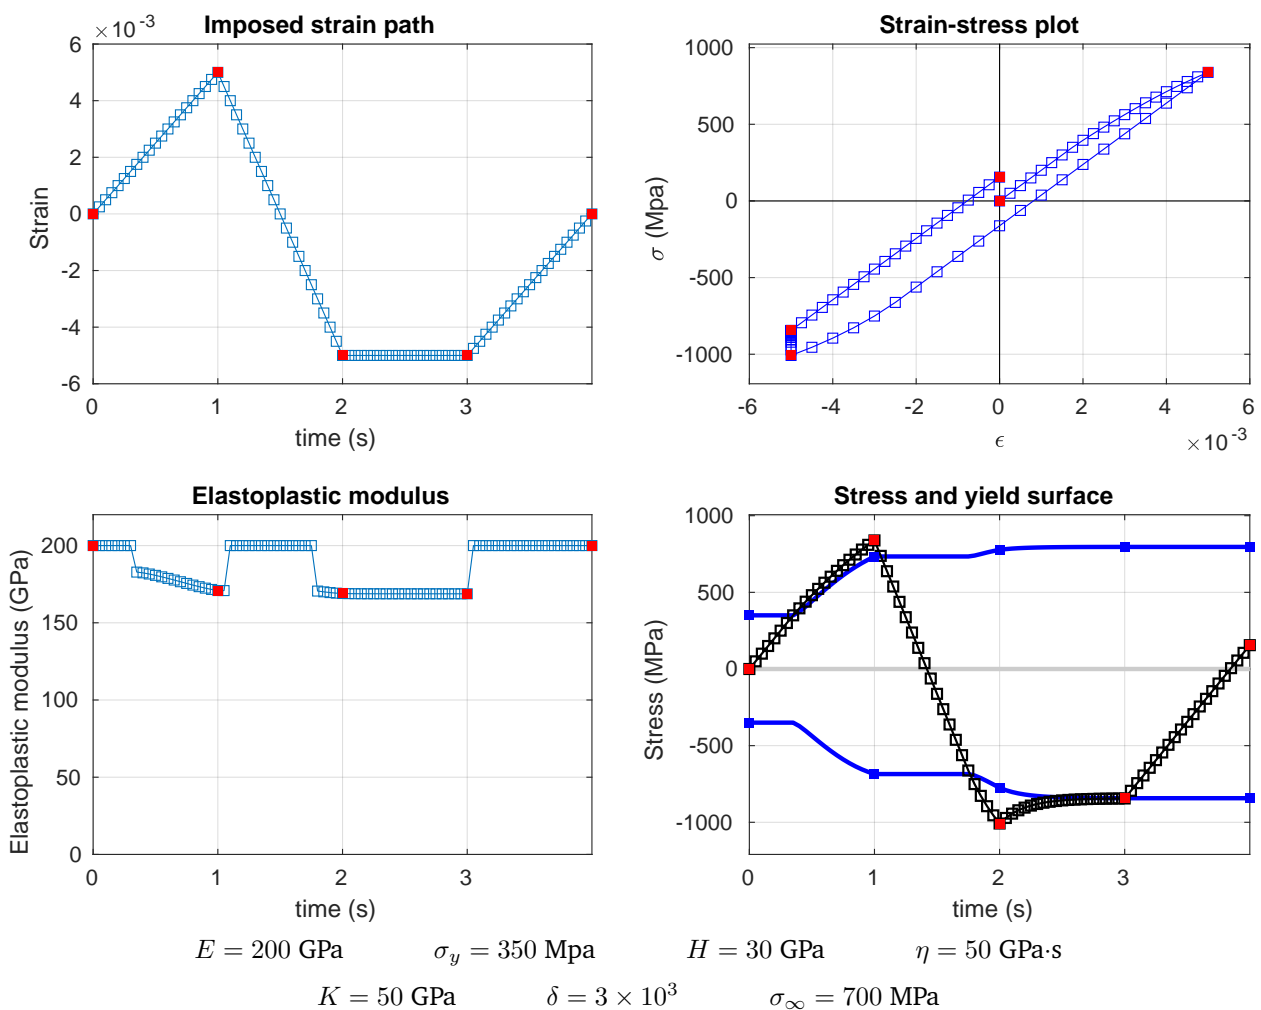 Imposed strain path
×10⁻³
6
4
2
0
-2
-4
-6
Strain
0 1 2 3
time (s)
Strain-stress plot
1000
500
0
-500
-1000
σ (Mpa)
-6 -4 -2 0 2 4 6
ϵ
×10⁻³
Elastoplastic modulus
200
150
100
50
0
Elastoplastic modulus (GPa)
0 1 2 3
time (s)
Stress and yield surface
1000
500
0
-500
-1000
Stress (MPa)
0 1 2 3
time (s)
E = 200 GPa σ_y = 350 Mpa H = 30 GPa η = 50 GPa·s
K = 50 GPa δ = 3 × 10³ σ_∞ = 700 MPa